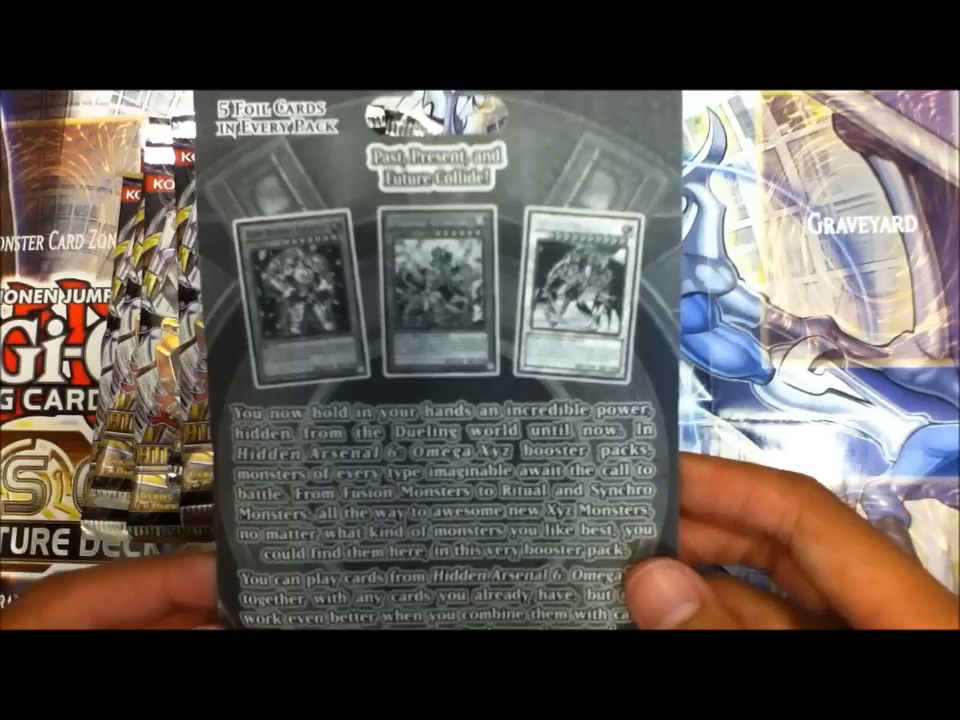 5 FOIL CARDS
IN EVERY PACK
Past, Present, and
Future Collide!
You now hold in your hands an incredible power,
hidden from the Dueling world until now. In
Hidden Arsenal 6: Omega Xyz booster packs,
monsters of every type imaginable await the call to
battle. From Fusion Monsters to Ritual and Synchro
Monsters, all the way to awesome new Xyz Monsters,
no matter what kind of monsters you like best, you
could find them here, in this very booster pack.
You can play cards from Hidden Arsenal 6: Omega
together with any cards you already have, but
work even better when you combine them with ca
GRAVEYARD
ONSTER CARD ZON
KO
KO
ONEN JUMP
Gi-O
G CARD
TURE DECK